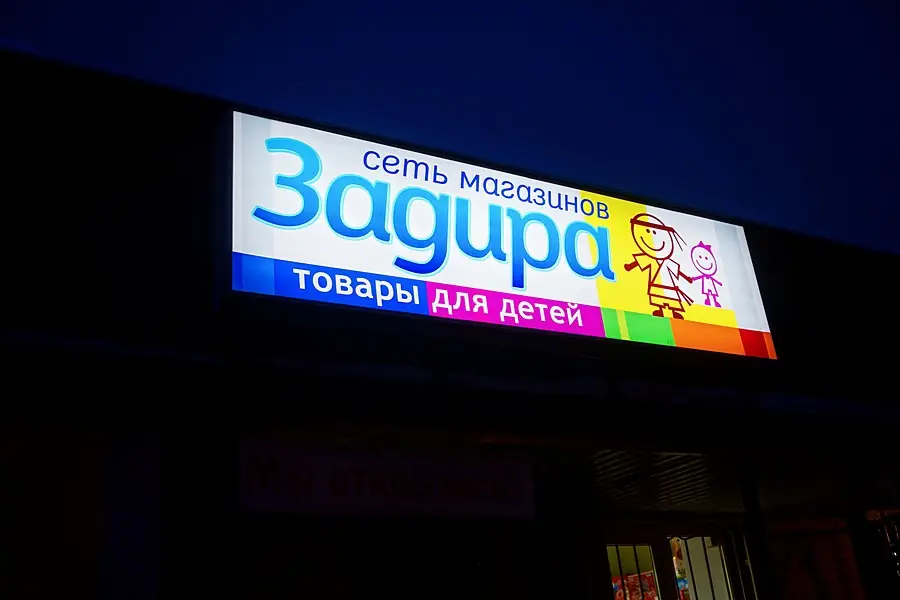 сеть магазинов
Задира
товары для детей